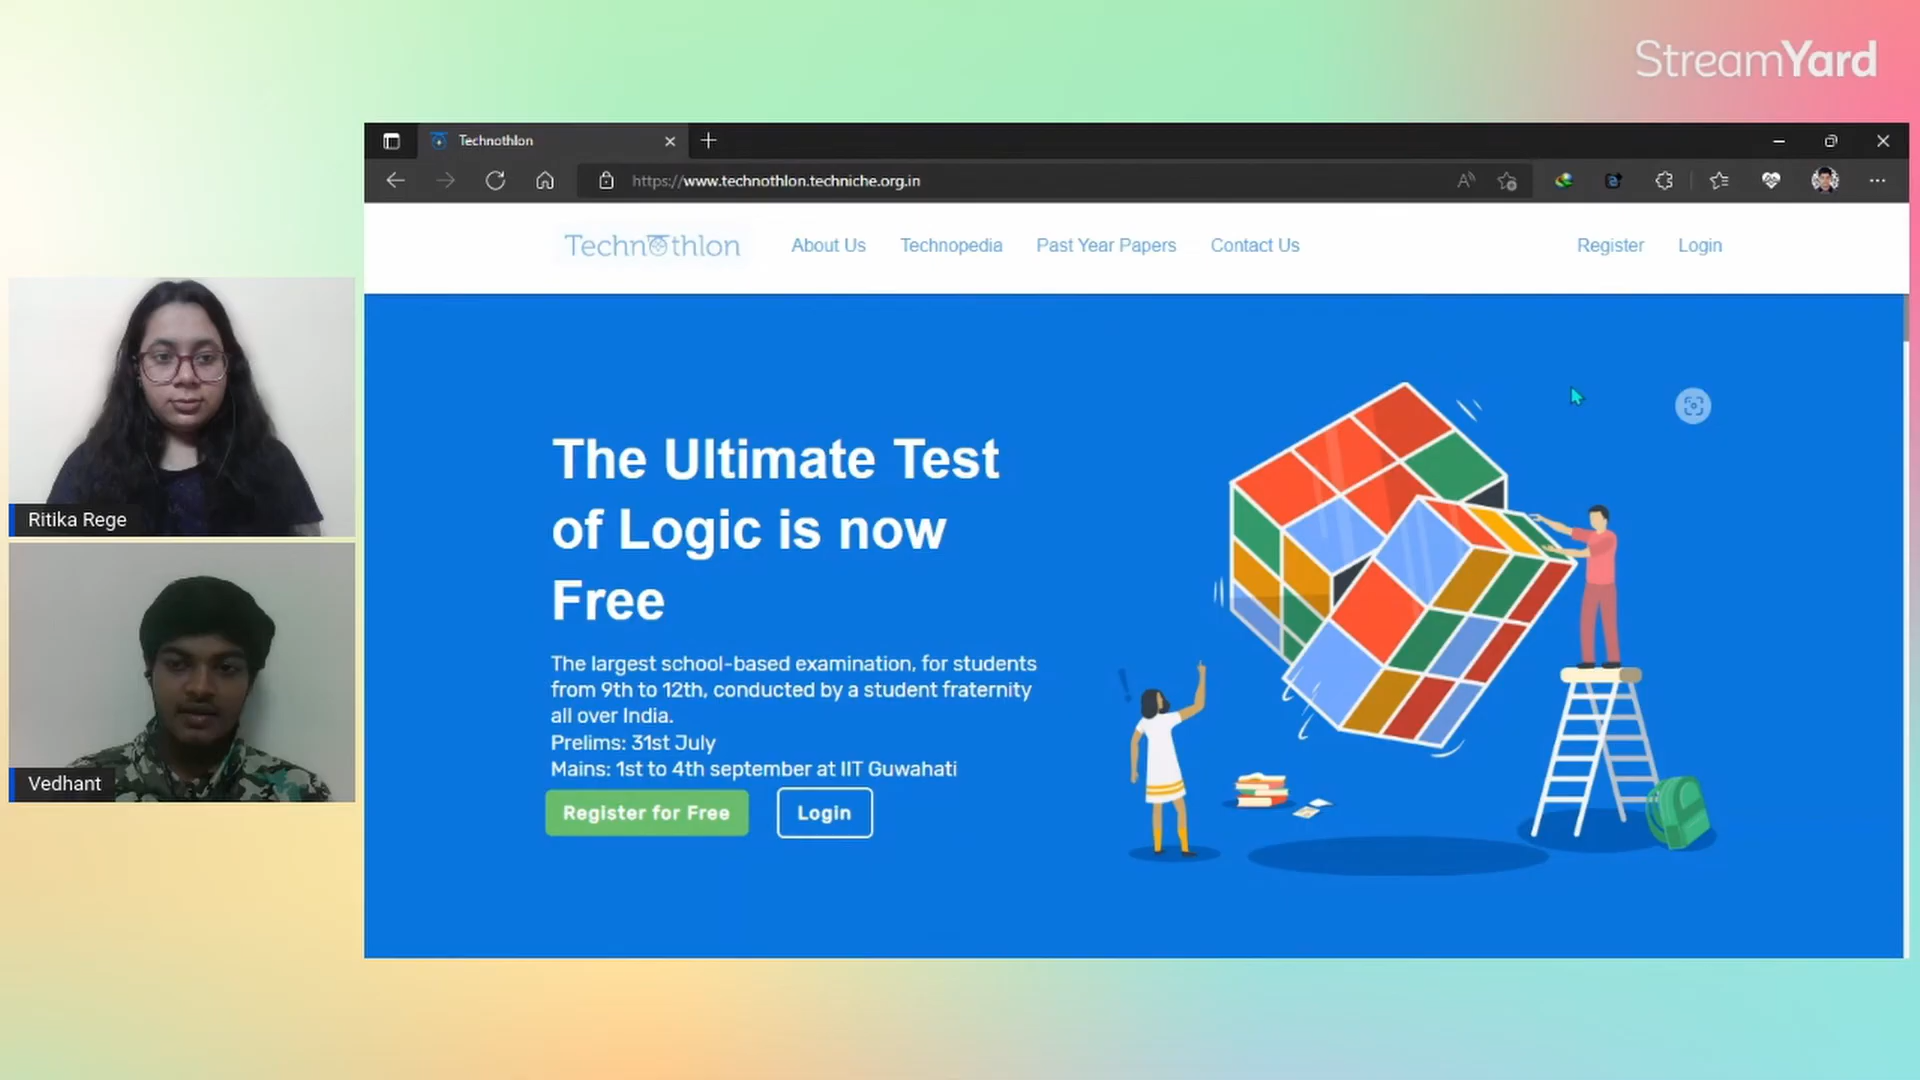 StreamYard
Technothlon
https://www.technothlon.techniche.org.in
Technothlon
About Us
Technopedia
Past Year Papers
Contact Us
Register
Login
The Ultimate Test
of Logic is now
Free
The largest school-based examination, for students
from 9th to 12th, conducted by a student fraternity
all over India.
Prelims: 31st July
Mains: 1st to 4th september at IIT Guwahati
Register for Free
Login
Ritika Rege
Vedhant